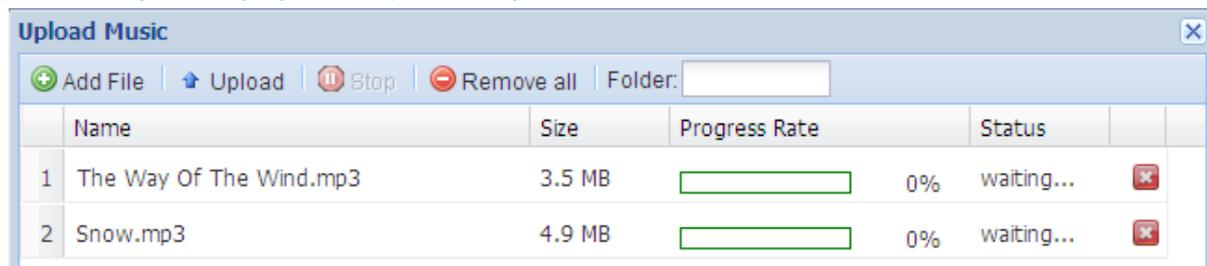 Upload Music
Add File Upload Stop Remove all Folder:
Name Size Progress Rate Status
1 The Way Of The Wind.mp3 3.5 MB 0% waiting...
2 Snow.mp3 4.9 MB 0% waiting...